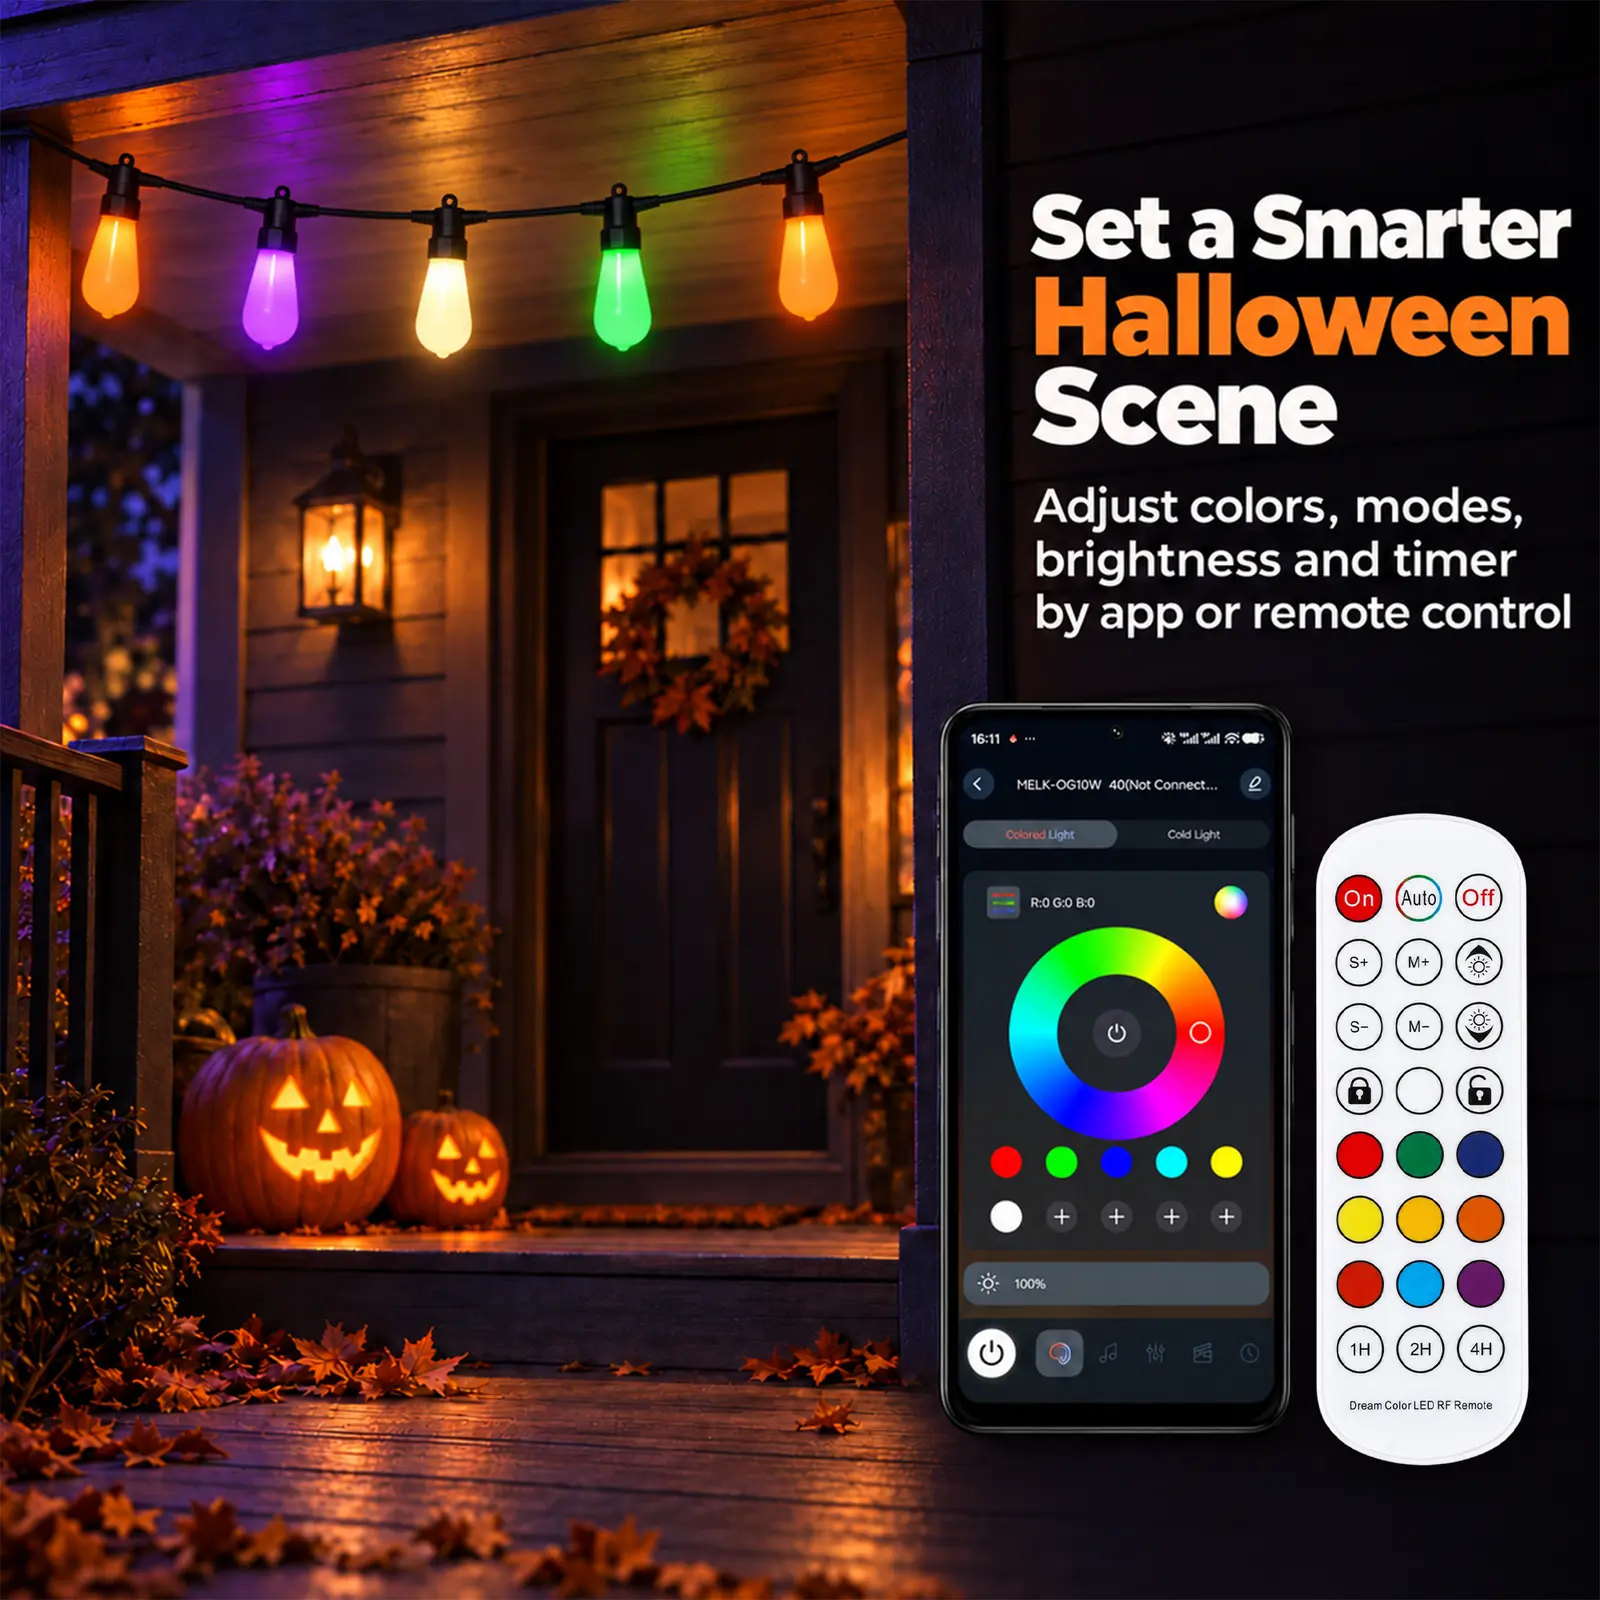 Set a Smarter
Halloween
Scene
Adjust colors, modes,
brightness and timer
by app or remote control
16:11 ...
MELK-OG10W 40(Not Connect...
Colored Light Cold Light
R:0 G:0 B:0
100%
On Auto Off
S+ M+
S− M−
1H 2H 4H
Dream Color LED RF Remote